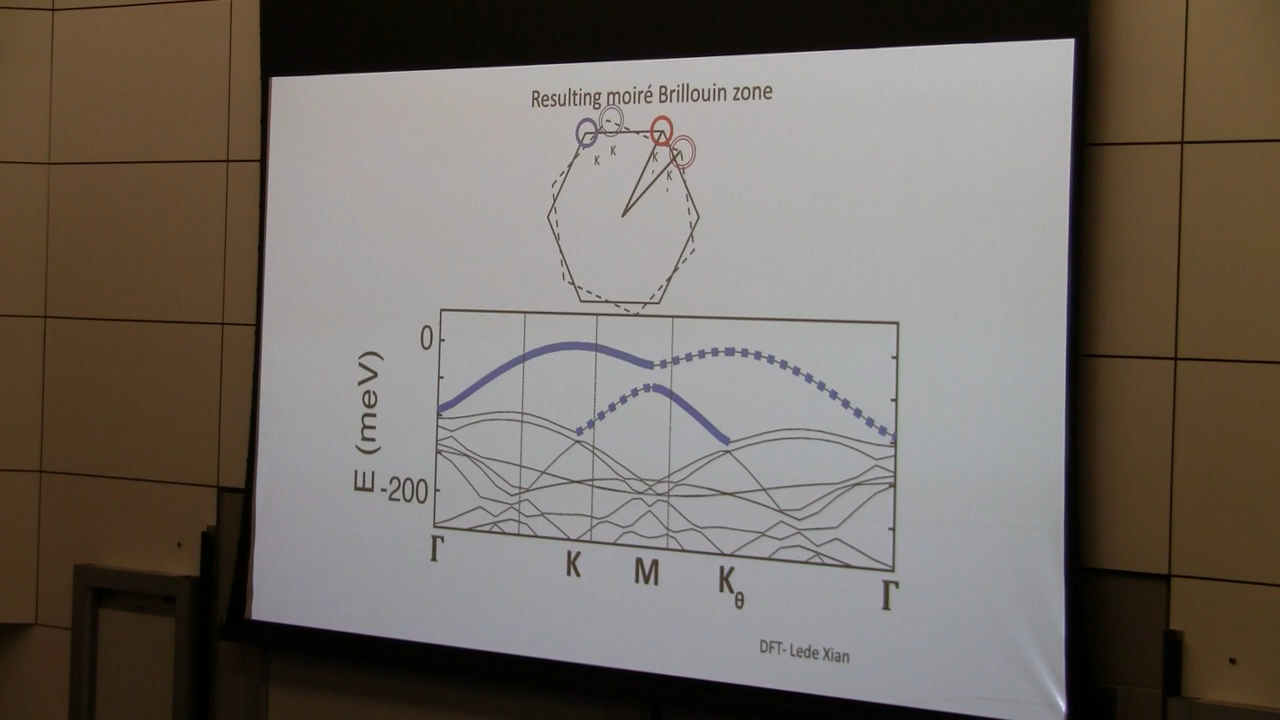 Resulting moiré Brillouin zone
K K K
'
K
'
0
E (meV)
-200
Γ K M Kθ Γ
DFT- Lede Xian